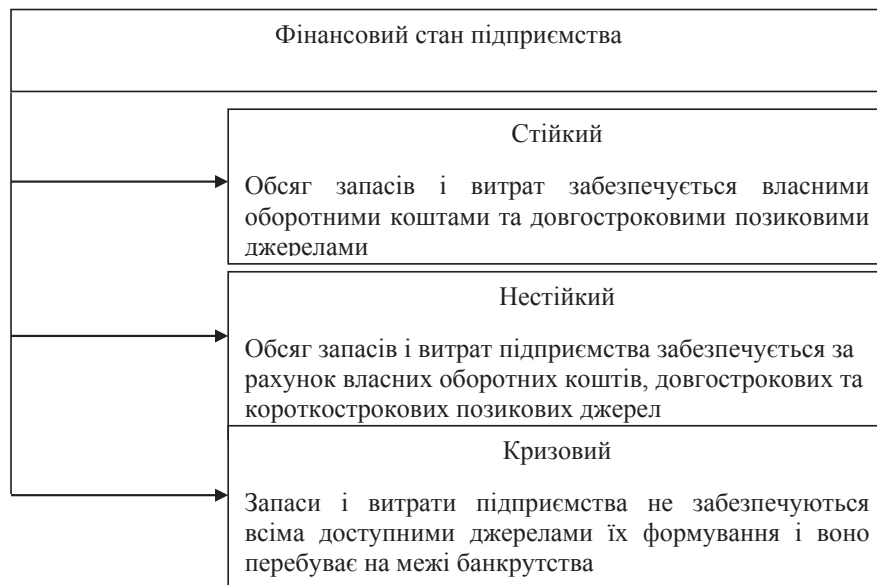 Фінансовий стан підприємства
Стійкий
Обсяг запасів і витрат забезпечується власними
оборотними коштами та довгостроковими позиковими
джерелами
Нестійкий
Обсяг запасів і витрат підприємства забезпечується за
рахунок власних оборотних коштів, довгострокових та
короткострокових позикових джерел
Кризовий
Запаси і витрати підприємства не забезпечуються
всіма доступними джерелами їх формування і воно
перебуває на межі банкрутства